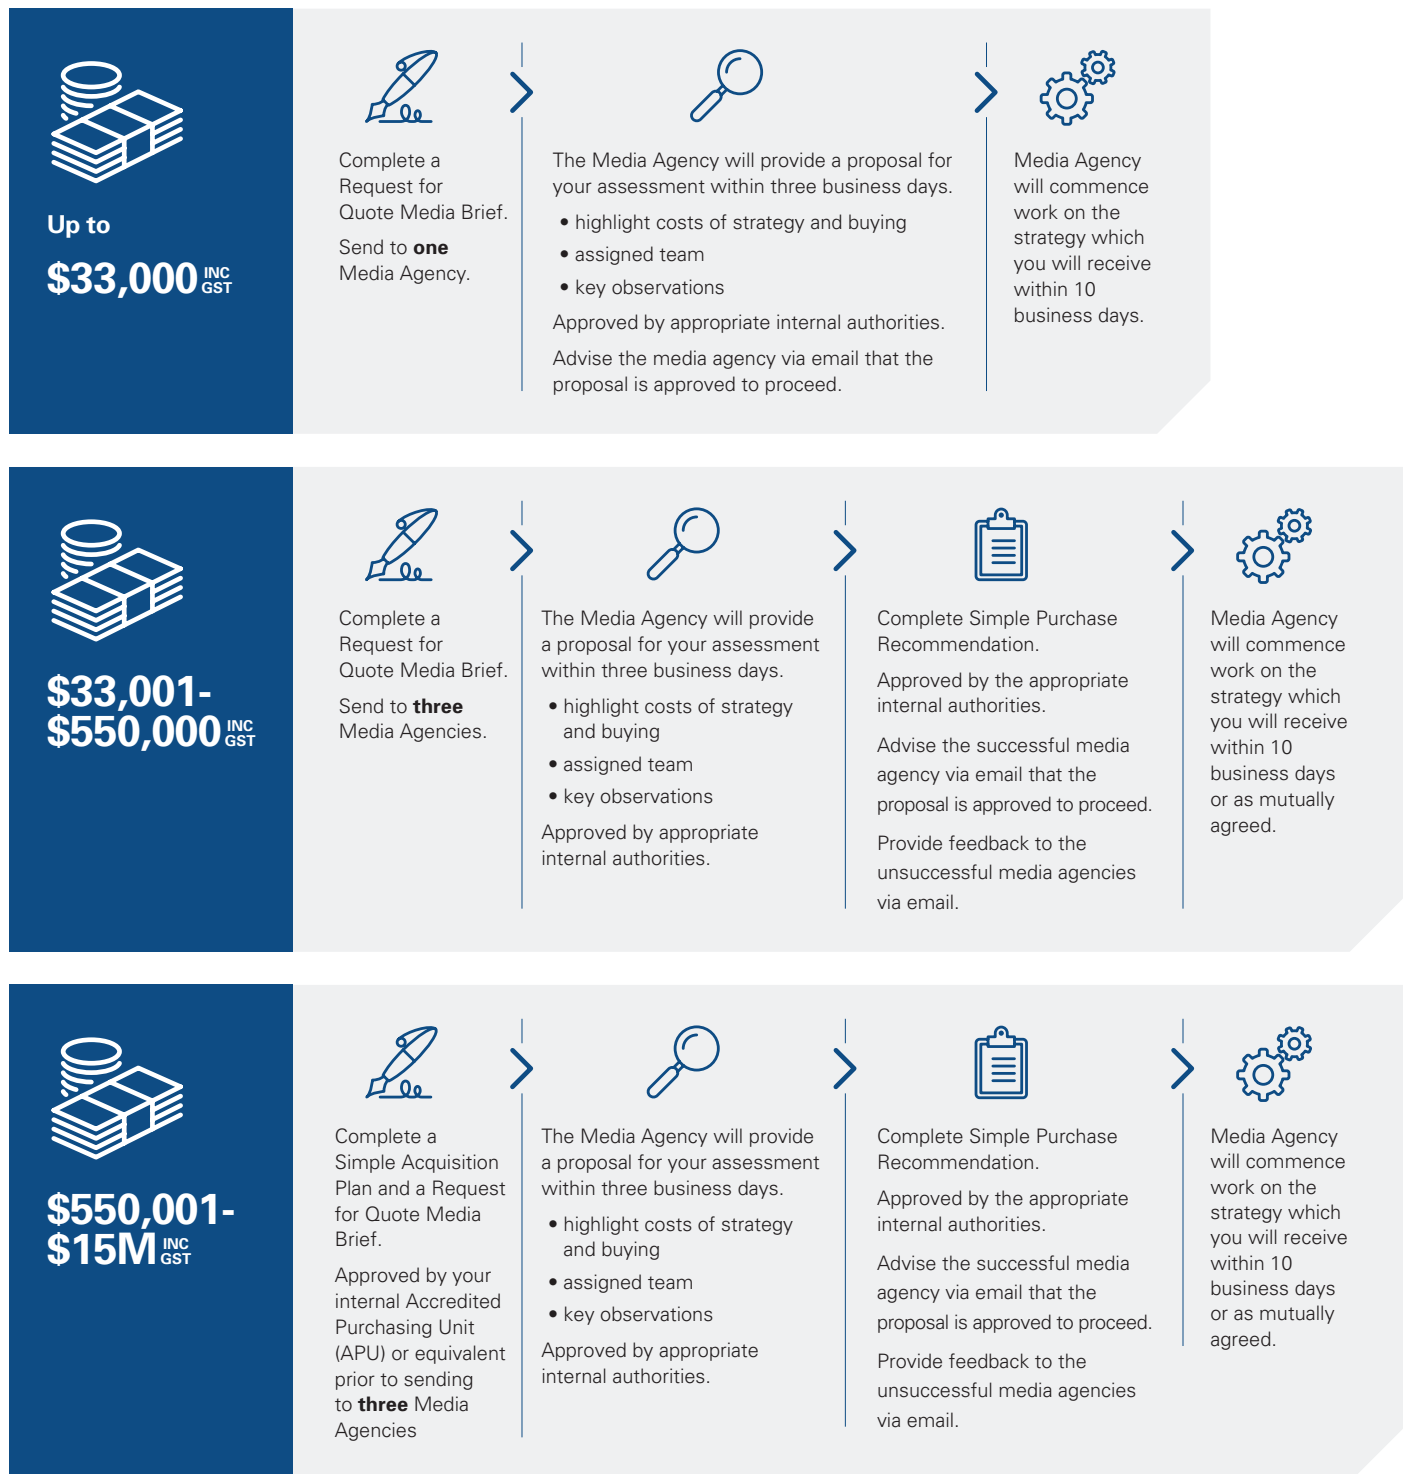 Up to
$33,000 INC GST
Complete a
Request for
Quote Media Brief.
Send to one
Media Agency.
The Media Agency will provide a proposal for
your assessment within three business days.
• highlight costs of strategy and buying
• assigned team
• key observations
Approved by appropriate internal authorities.
Advise the media agency via email that the
proposal is approved to proceed.
Media Agency
will commence
work on the
strategy which
you will receive
within 10
business days.
$33,001-
$550,000 INC GST
Complete a
Request for
Quote Media Brief.
Send to three
Media Agencies.
The Media Agency will provide
a proposal for your assessment
within three business days.
• highlight costs of strategy
and buying
• assigned team
• key observations
Approved by appropriate
internal authorities.
Complete Simple Purchase
Recommendation.
Approved by the appropriate
internal authorities.
Advise the successful media
agency via email that the
proposal is approved to proceed.
Provide feedback to the
unsuccessful media agencies
via email.
Media Agency
will commence
work on the
strategy which
you will receive
within 10
business days
or as mutually
agreed.
$550,001-
$15M INC GST
Complete a
Simple Acquisition
Plan and a Request
for Quote Media
Brief.
Approved by your
internal Accredited
Purchasing Unit
(APU) or equivalent
prior to sending
to three Media
Agencies
The Media Agency will provide
a proposal for your assessment
within three business days.
• highlight costs of strategy
and buying
• assigned team
• key observations
Approved by appropriate
internal authorities.
Complete Simple Purchase
Recommendation.
Approved by the appropriate
internal authorities.
Advise the successful media
agency via email that the
proposal is approved to proceed.
Provide feedback to the
unsuccessful media agencies
via email.
Media Agency
will commence
work on the
strategy which
you will receive
within 10
business days
or as mutually
agreed.